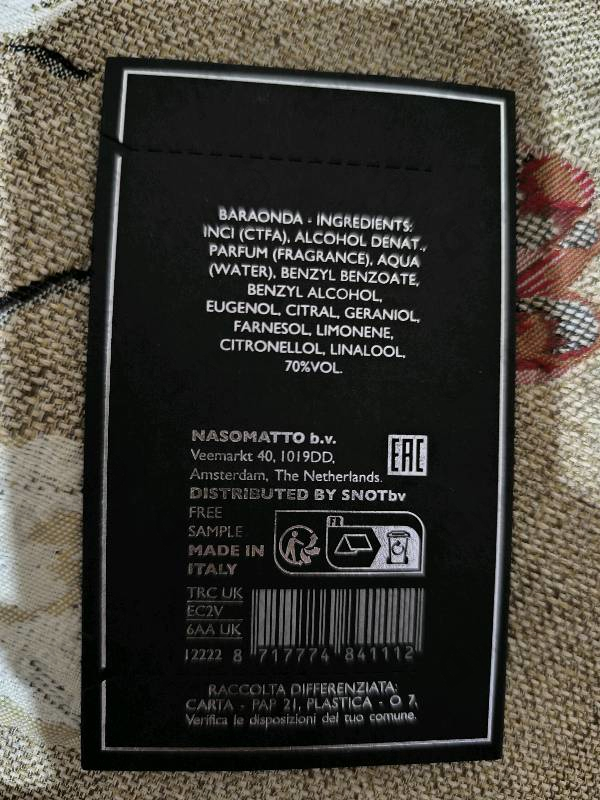 BARAONDA - INGREDIENTS:
INCI (CTFA), ALCOHOL DENAT.,
PARFUM (FRAGRANCE), AQUA
(WATER), BENZYL BENZOATE,
BENZYL ALCOHOL,
EUGENOL, CITRAL, GERANIOL,
FARNESOL, LIMONENE,
CITRONELLOL, LINALOOL,
70%VOL.
NASOMATTO b.v.
Veemarkt 40, 1019DD,
Amsterdam, The Netherlands.
EAC
DISTRIBUTED BY SNOTbv
FREE
SAMPLE
MADE IN
ITALY
FR
TRC UK
EC2V
6AA UK
12222 8 717774 841112
RACCOLTA DIFFERENZIATA:
CARTA - PAP 21, PLASTICA - O 7.
Verifica le disposizioni del tuo comune.